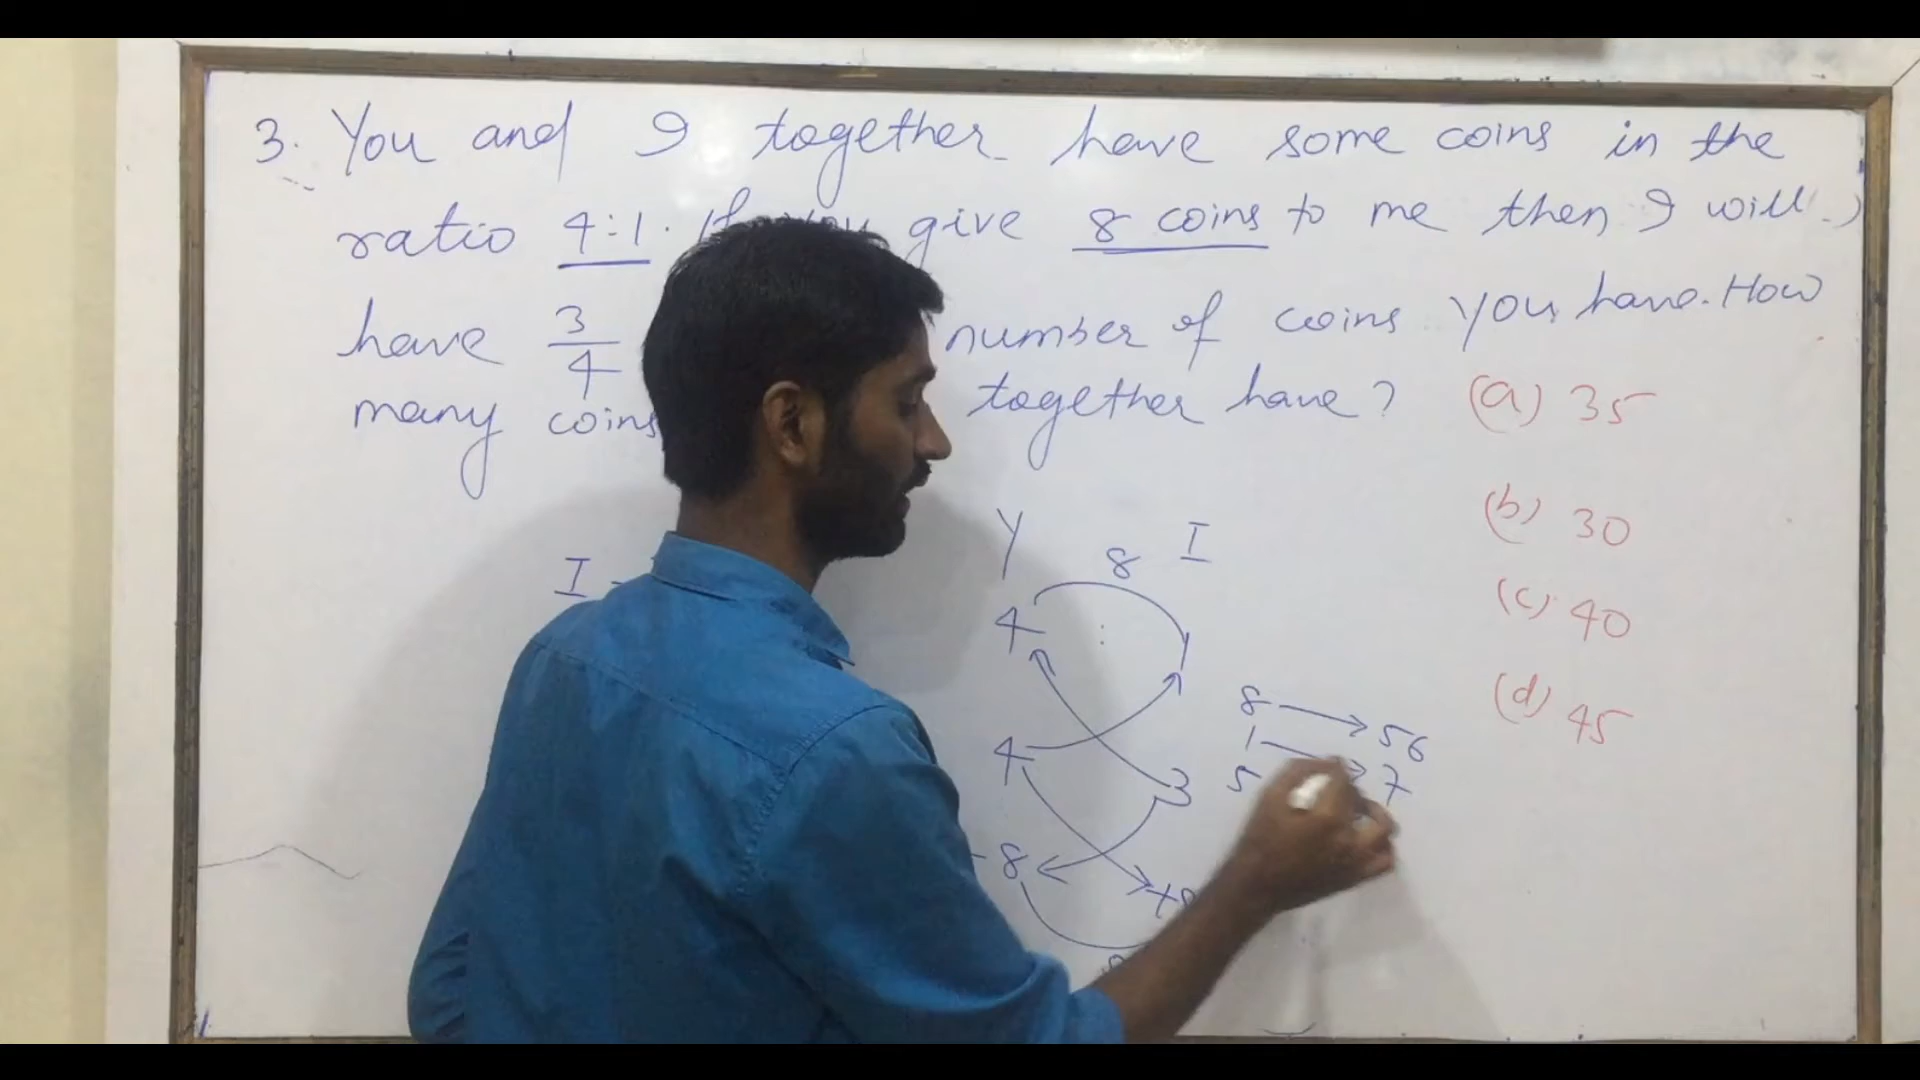 3. You and I together have some coins in the
ratio 4:1. If you give 8 coins to me then I will
have 3/4 number of coins you have. How
many coins together have?
(a) 35
(b) 30
(c) 40
(d) 45
I
Y I
8
4 : 1
4 3
-8 +8
8 → 56
1 → 7
5